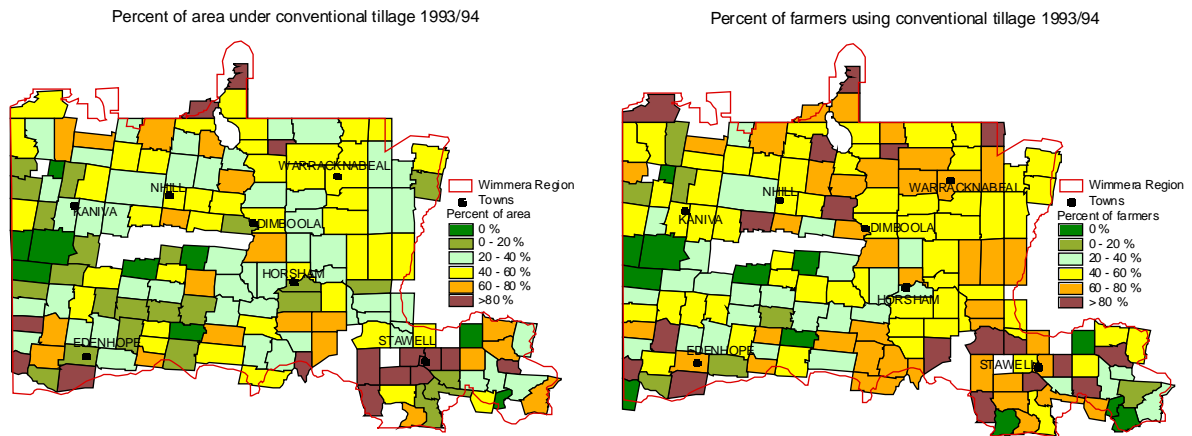 Percent of area under conventional tillage 1993/94
WARRACKNABEAL
NHILL
KANIVA
DIMBOOLA
HORSHAM
EDENHOPE
STAWELL
Wimmera Region
Towns
Percent of area
0 %
0 - 20 %
20 - 40 %
40 - 60 %
60 - 80 %
>80 %
Percent of farmers using conventional tillage 1993/94
WARRACKNABEAL
NHILL
KANIVA
DIMBOOLA
HORSHAM
EDENHOPE
STAWELL
Wimmera Region
Towns
Percent of farmers
0 %
0 - 20 %
20 - 40 %
40 - 60 %
60 - 80 %
>80 %